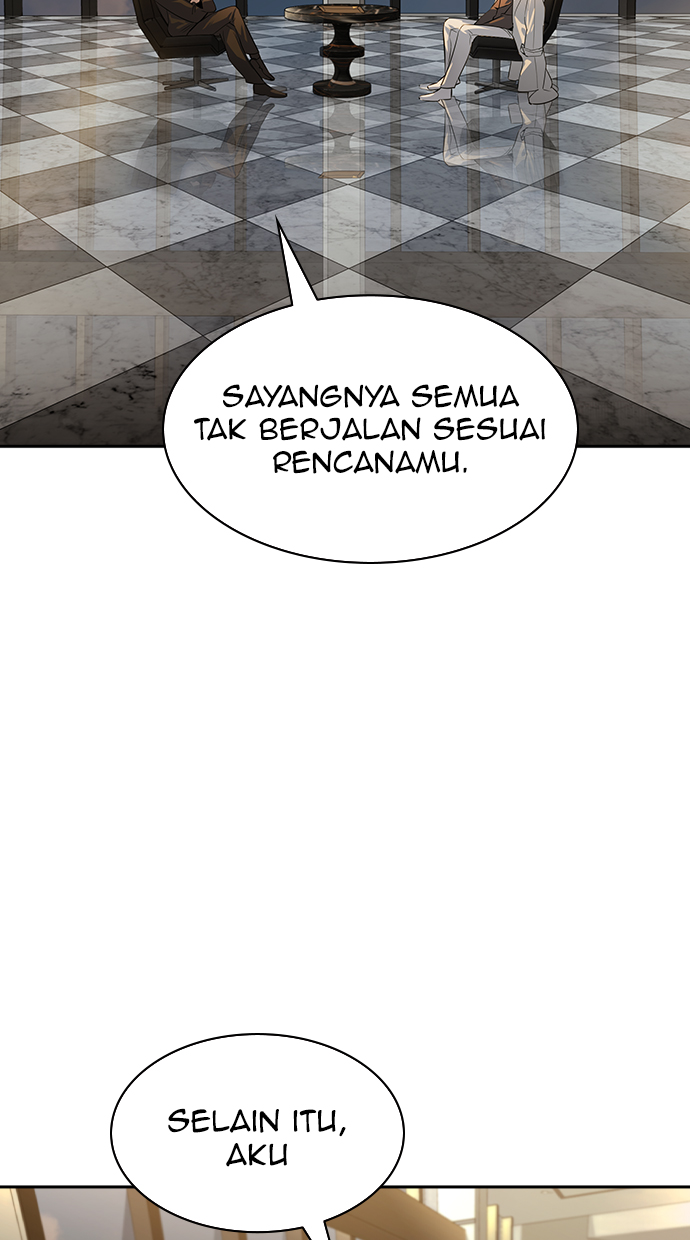 SAYANGNYA SEMUA
TAK BERJALAN SESUAI
RENCANAMU.
SELAIN ITU,
AKU